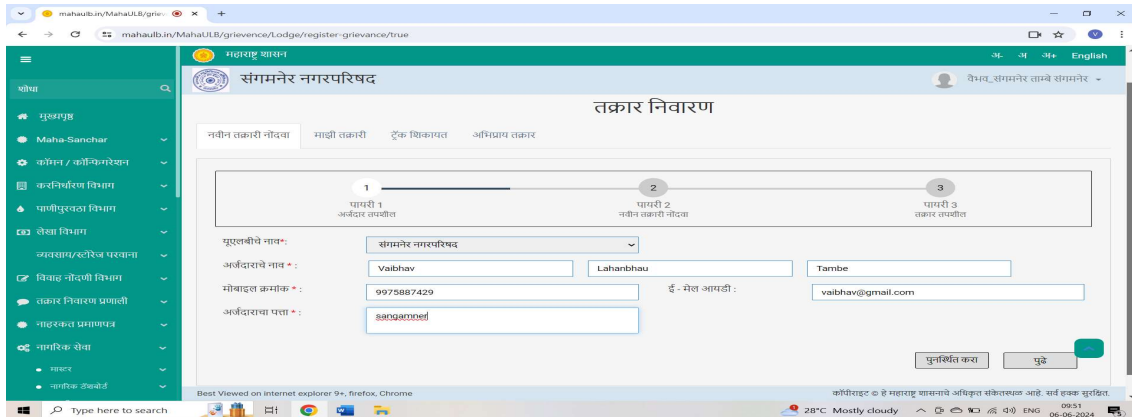 mahaulb.in/MahaULB/griev
mahaulb.in/MahaULB/grievence/Lodge/register-grievance/true
V
महाराष्ट्र शासन
अ- अ अ+ English
संगमनेर नगरपरिषद
वैभव_संगमनेर ताम्बे संगमनेर
शोधा
मुख्यपृष्ठ
Maha-Sanchar
कॉमन / कॉन्फिगरेशन
करनिर्धारण विभाग
पाणीपुरवठा विभाग
लेखा विभाग
व्यवसाय/स्टोरेज परवाना
विवाह नोंदणी विभाग
तक्रार निवारण प्रणाली
नाहरकत प्रमाणपत्र
नागरिक सेवा
मास्टर
नागरिक डॅशबोर्ड
तक्रार निवारण
नवीन तक्रारी नोंदवा माझी तक्रारी ट्रॅक शिकायत अभिप्राय तक्रार
1 2 3
पायरी 1 पायरी 2 पायरी 3
अर्जदार तपशील नवीन तक्रारी नोंदवा तक्रार तपशील
यूएलबीचे नाव*: संगमनेर नगरपरिषद
अर्जदाराचे नाव * : Vaibhav Lahanbhau Tambe
मोबाइल क्रमांक * : 9975887429 ई - मेल आयडी : vaibhav@gmail.com
अर्जदाराचा पत्ता * : sangamner
पुनर्स्थित करा पुढे
Best Viewed on internet explorer 9+, firefox, Chrome
कॉपीराइट © हे महाराष्ट्र शासनाचे अधिकृत संकेतस्थळ आहे. सर्व हक्क सुरक्षित.
Type here to search
28°C Mostly cloudy ENG 09:51
06-06-2024